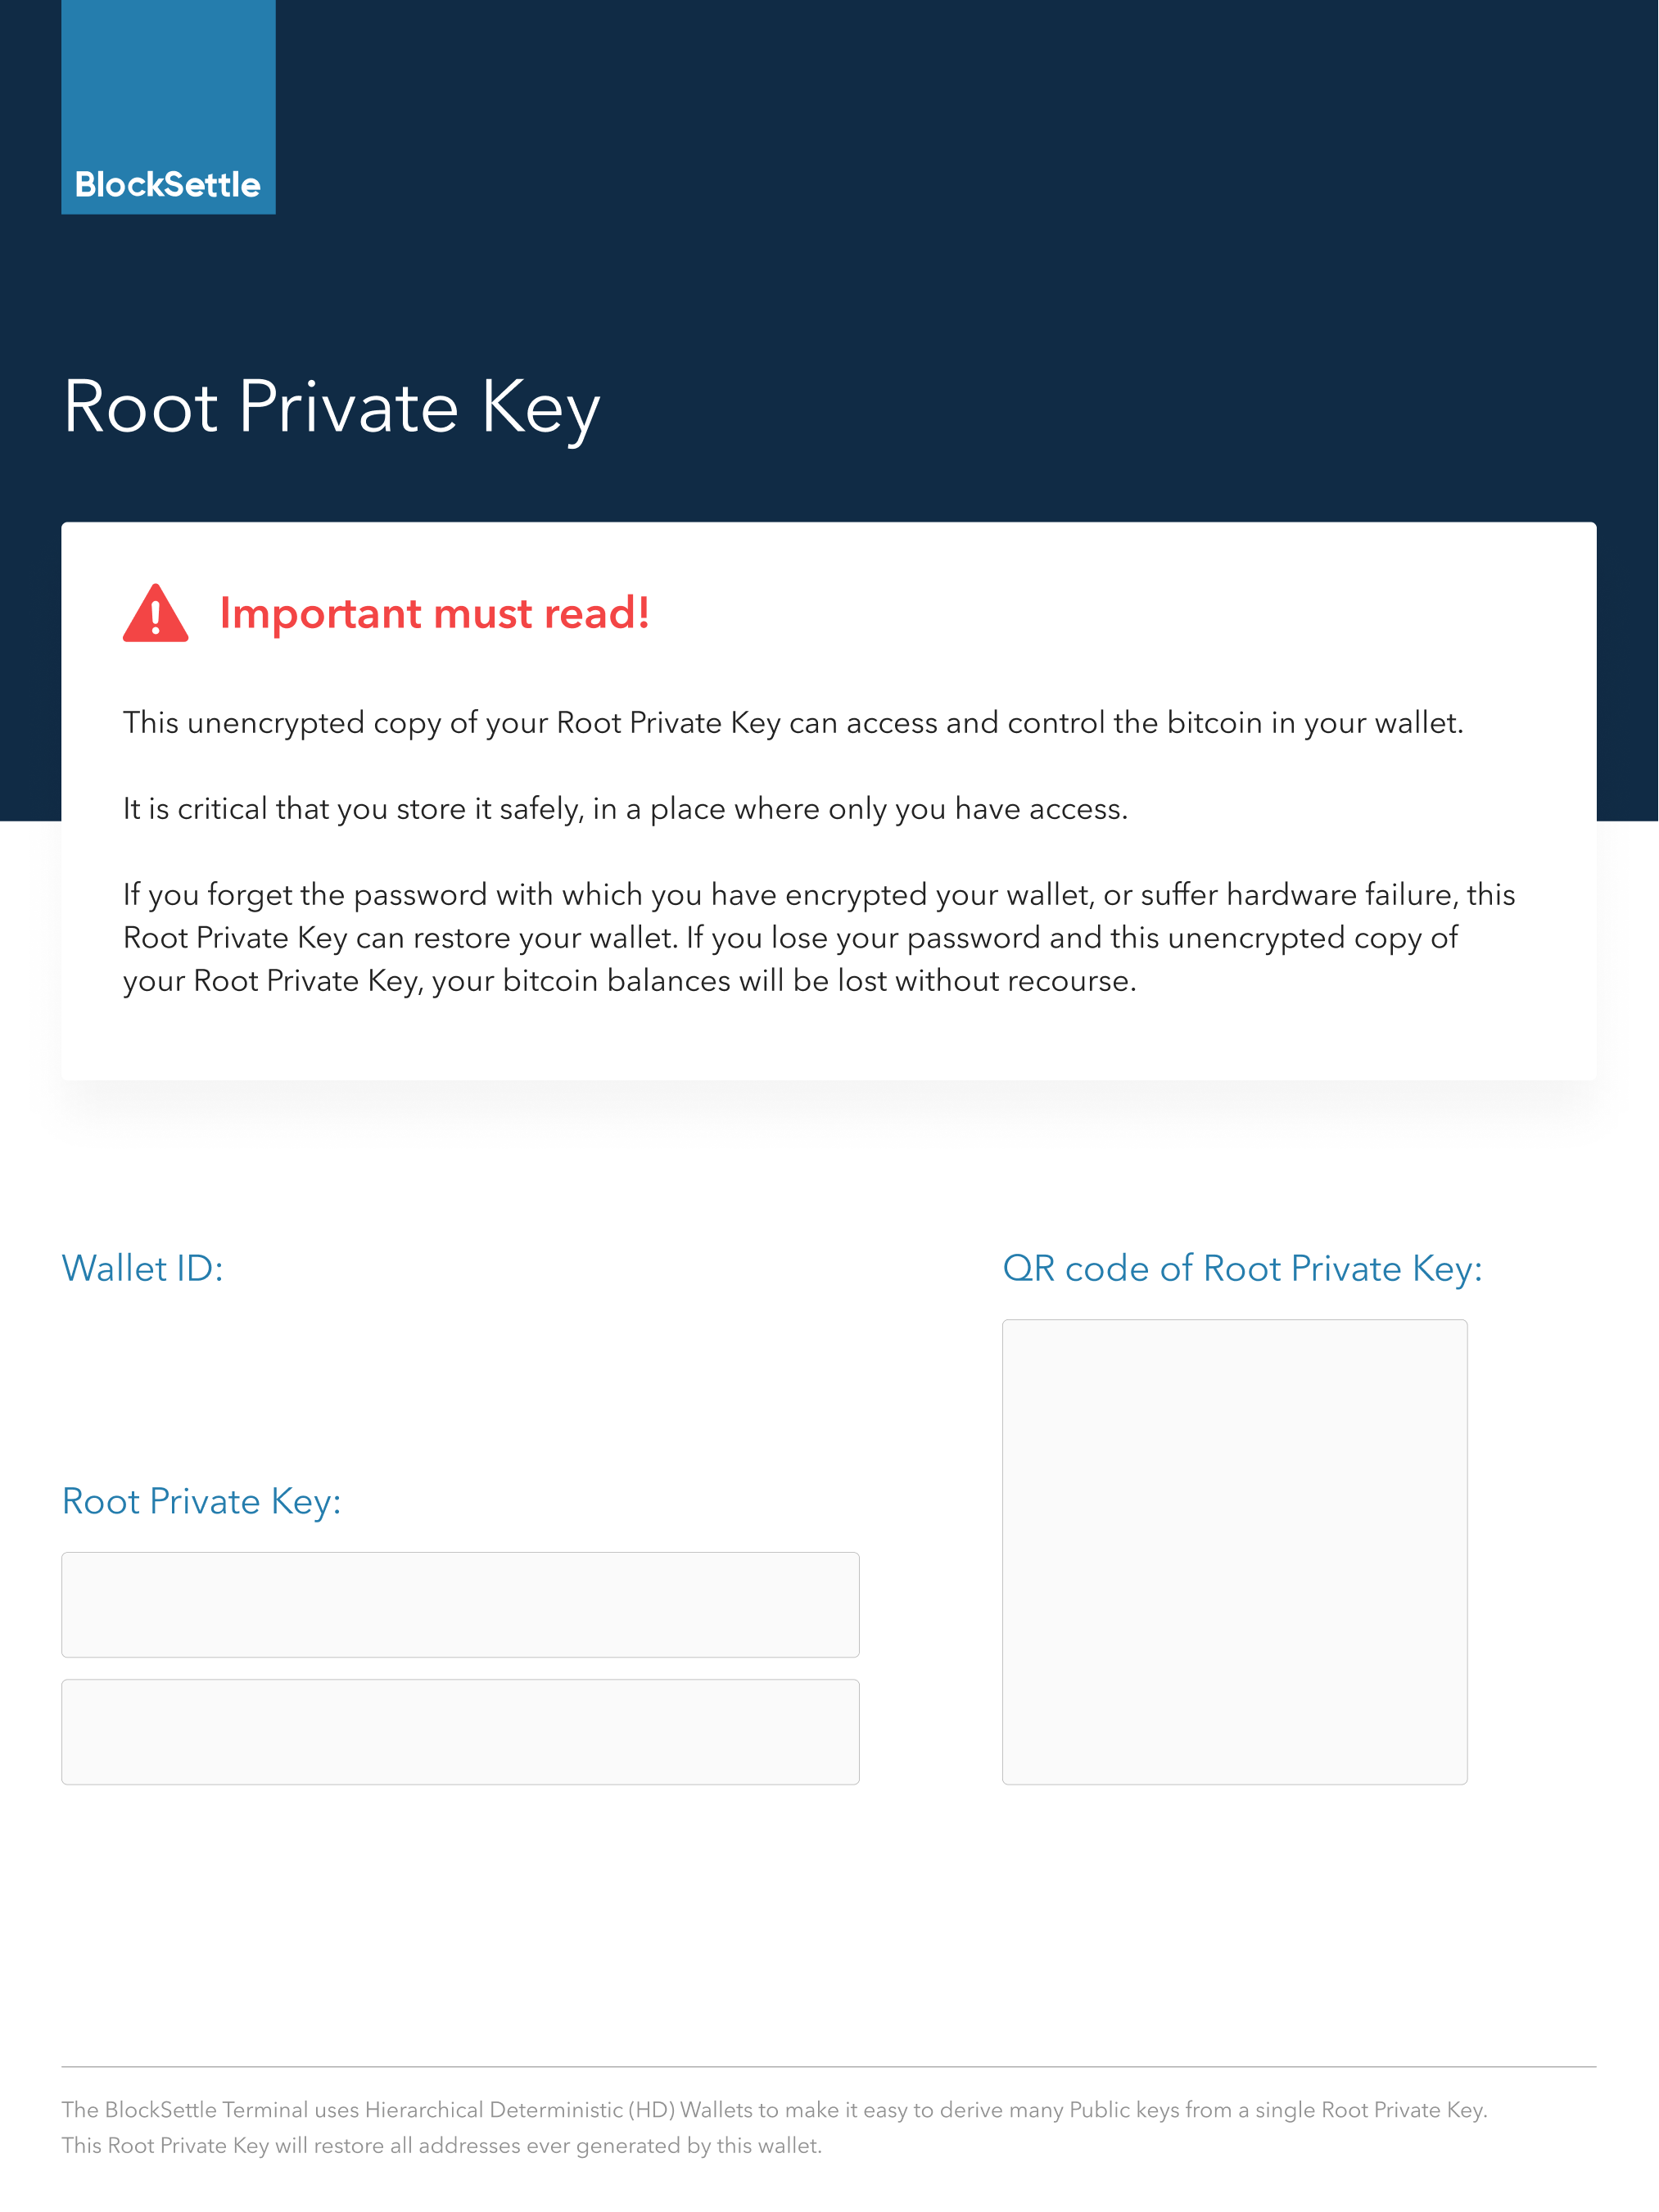 BlockSettle
Root Private Key
Important must read!
This unencrypted copy of your Root Private Key can access and control the bitcoin in your wallet.
It is critical that you store it safely, in a place where only you have access.
If you forget the password with which you have encrypted your wallet, or suffer hardware failure, this
Root Private Key can restore your wallet. If you lose your password and this unencrypted copy of
your Root Private Key, your bitcoin balances will be lost without recourse.
Wallet ID:
QR code of Root Private Key:
Root Private Key:
The BlockSettle Terminal uses Hierarchical Deterministic (HD) Wallets to make it easy to derive many Public keys from a single Root Private Key.
This Root Private Key will restore all addresses ever generated by this wallet.